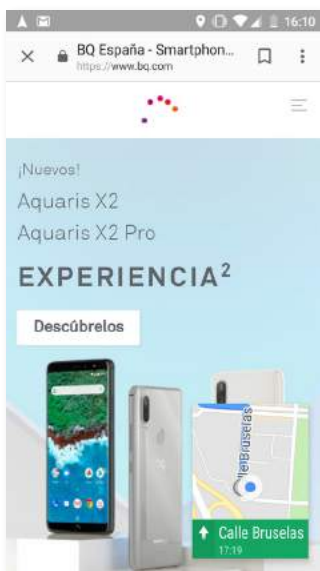 16:10
BQ España - Smartphon...
https://www.bq.com
¡Nuevos!
Aquaris X2
Aquaris X2 Pro
EXPERIENCIA²
Descúbrelos
lle Bruselas
Calle Bruselas
17:19